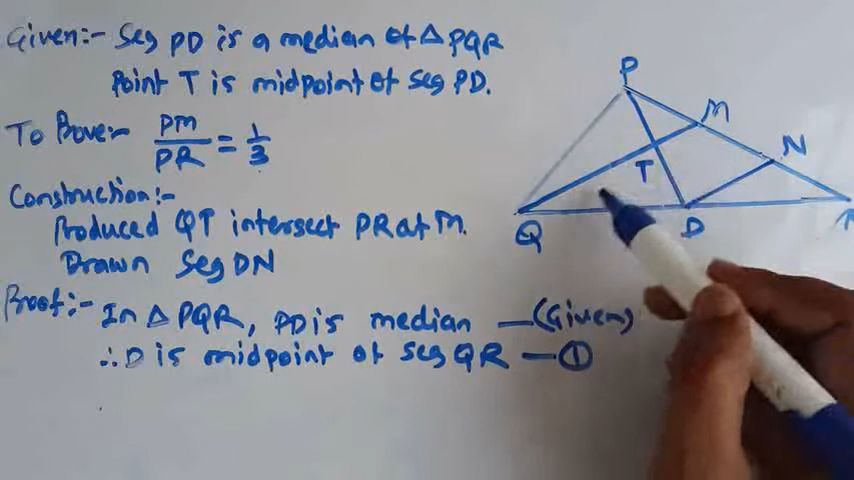 Given:- Seg PD is a median of △PQR
Point T is midpoint of Seg PD.
To Prove:- PM/PR = 1/3
Construction:-
Produced QT intersect PR at M.
Drawn Seg DN
Proof:- In △PQR, PD is median —(Given)
∴ D is midpoint of Seg QR — ①
P
M
N
T
Q
D